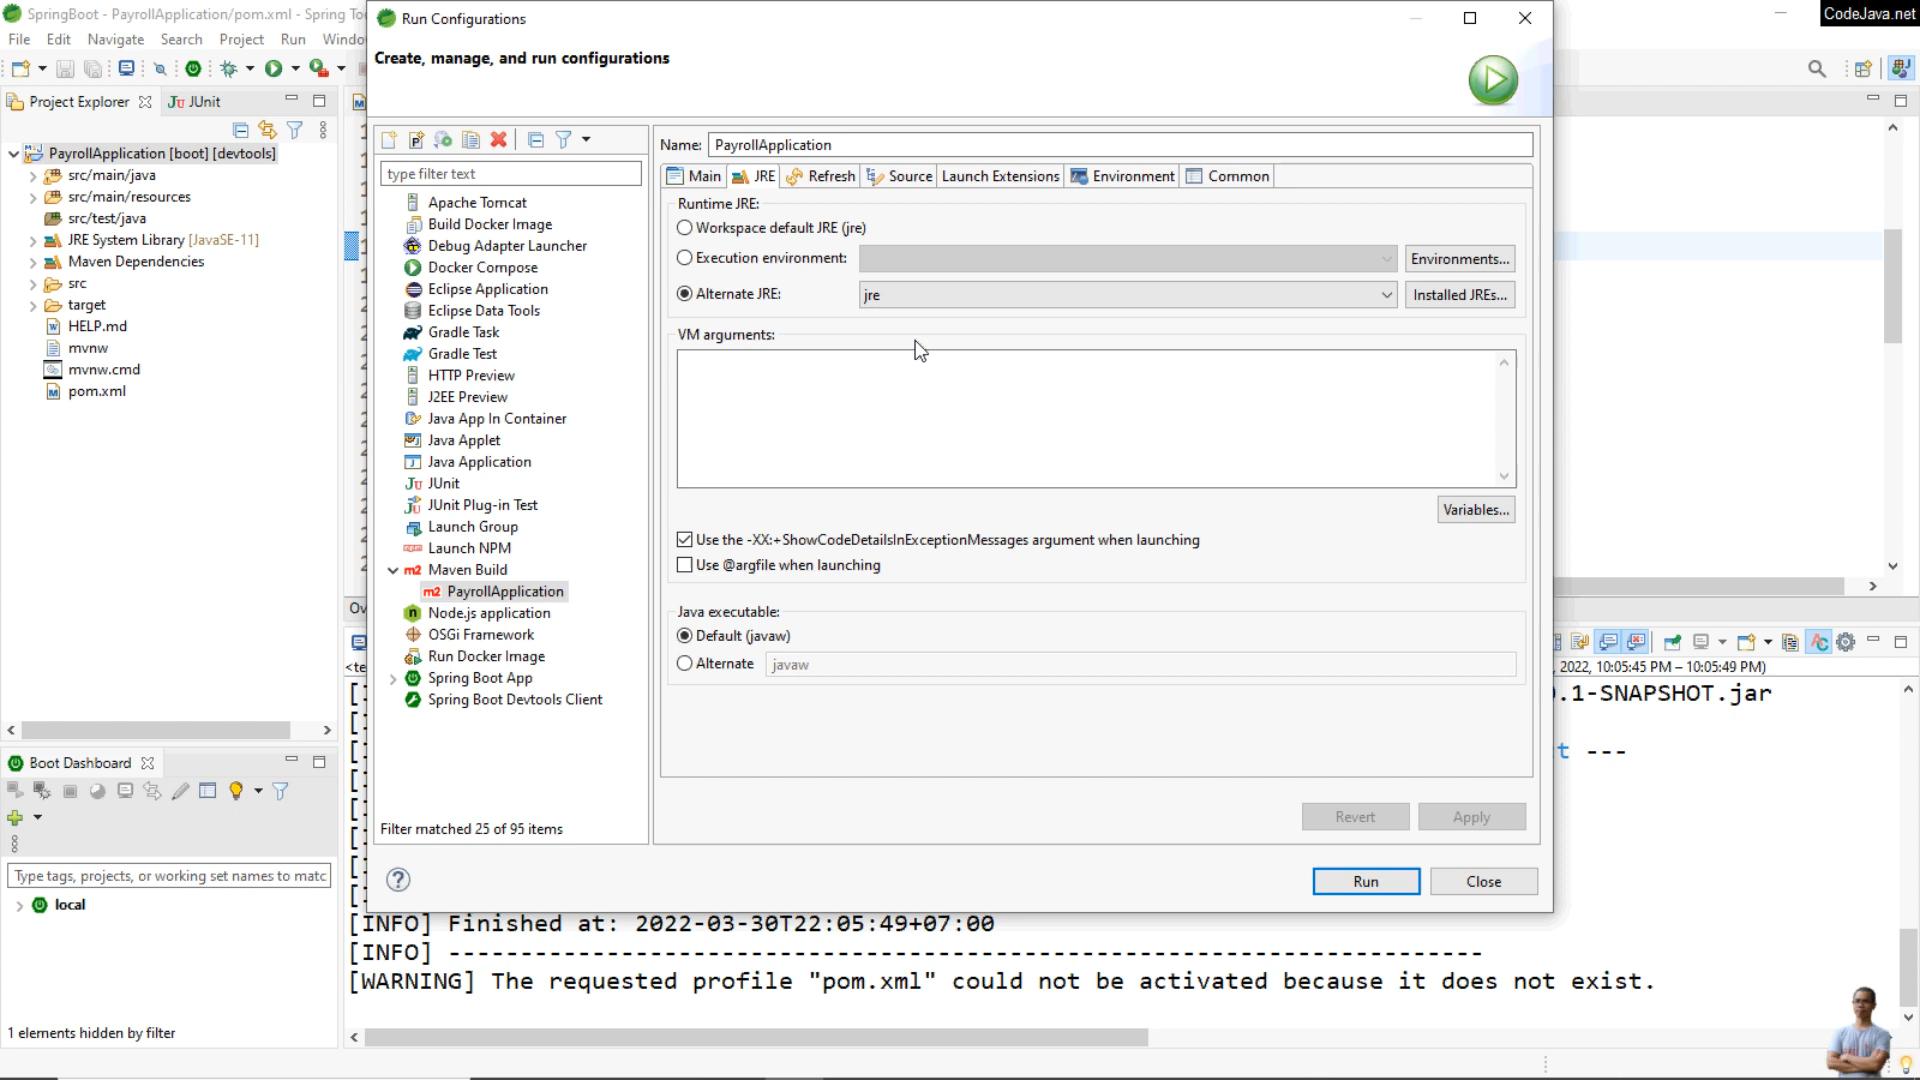 SpringBoot - PayrollApplication/pom.xml - Spring To
CodeJava.net
File Edit Navigate Search Project Run Windo
Project Explorer
JUnit
PayrollApplication [boot] [devtools]
src/main/java
src/main/resources
src/test/java
JRE System Library [JavaSE-11]
Maven Dependencies
src
target
HELP.md
mvnw
mvnw.cmd
pom.xml
Boot Dashboard
Type tags, projects, or working set names to matc
local
1 elements hidden by filter
Run Configurations
Create, manage, and run configurations
type filter text
Apache Tomcat
Build Docker Image
Debug Adapter Launcher
Docker Compose
Eclipse Application
Eclipse Data Tools
Gradle Task
Gradle Test
HTTP Preview
J2EE Preview
Java App In Container
Java Applet
Java Application
JUnit
JUnit Plug-in Test
Launch Group
Launch NPM
m2 Maven Build
m2 PayrollApplication
Node.js application
OSGi Framework
Run Docker Image
Spring Boot App
Spring Boot Devtools Client
Filter matched 25 of 95 items
Name: PayrollApplication
Main JRE Refresh Source Launch Extensions Environment Common
Runtime JRE:
Workspace default JRE (jre)
Execution environment: Environments...
Alternate JRE: jre Installed JREs...
VM arguments:
Variables...
Use the -XX:+ShowCodeDetailsInExceptionMessages argument when launching
Use @argfile when launching
Java executable:
Default (javaw)
Alternate javaw
Revert Apply
Run Close
Ov
<te
, 2022, 10:05:45 PM – 10:05:49 PM)
.1-SNAPSHOT.jar
t ---
[INFO] Finished at: 2022-03-30T22:05:49+07:00
[INFO] ------------------------------------------------------------------------
[WARNING] The requested profile "pom.xml" could not be activated because it does not exist.